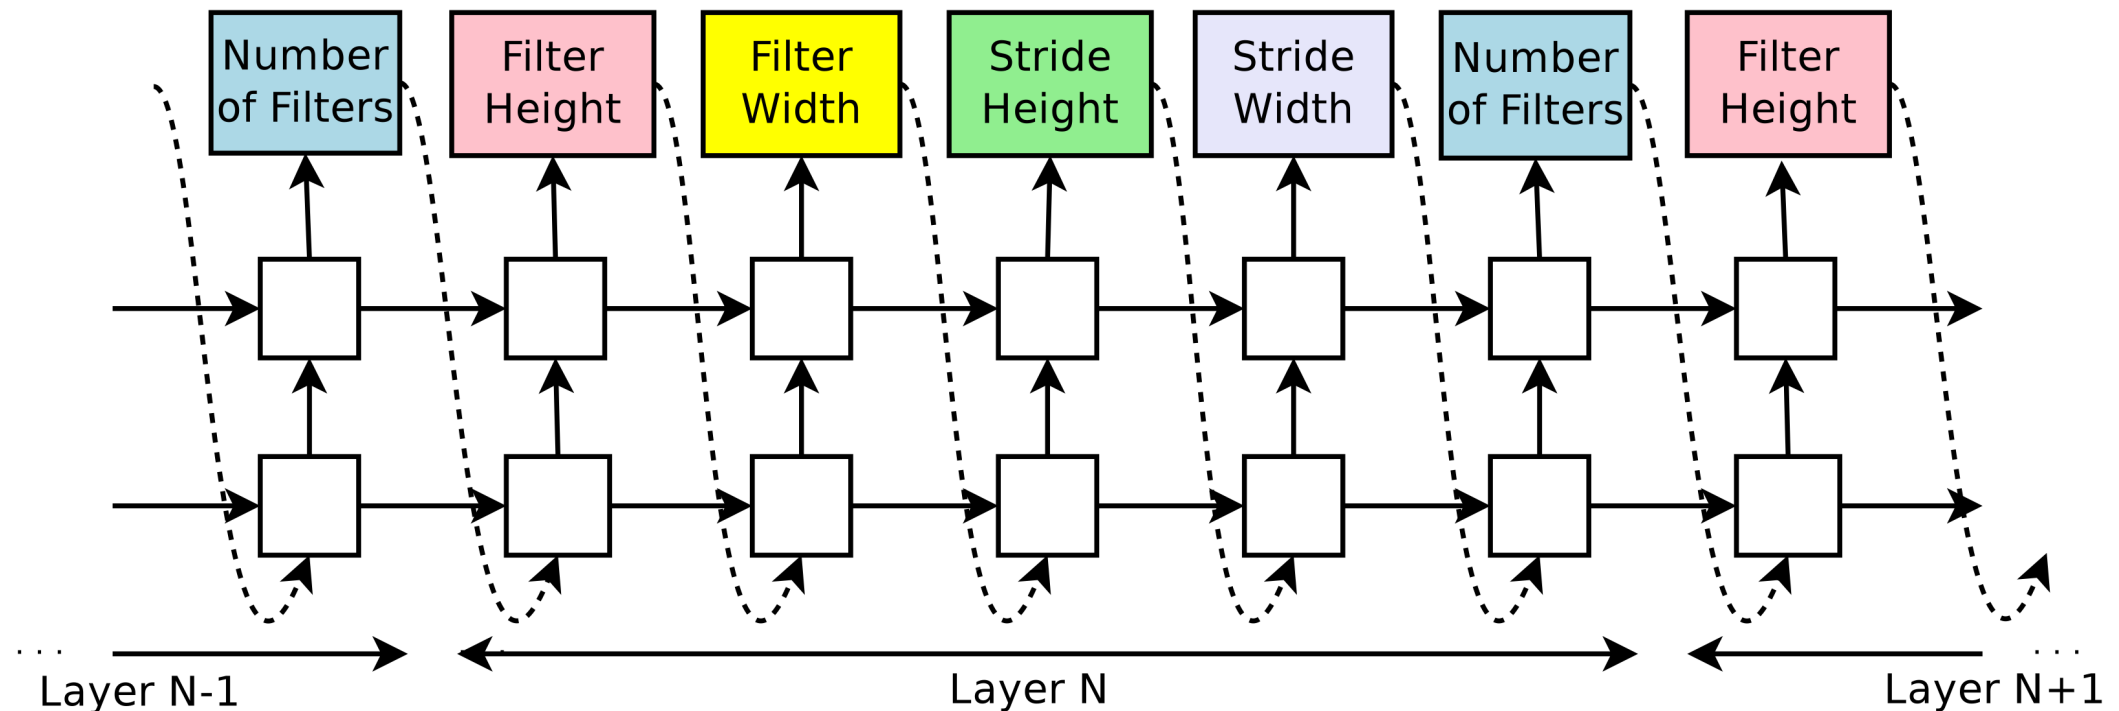 Number
of Filters
Filter
Height
Filter
Width
Stride
Height
Stride
Width
Number
of Filters
Filter
Height
. . .
Layer N-1
Layer N
. . .
Layer N+1